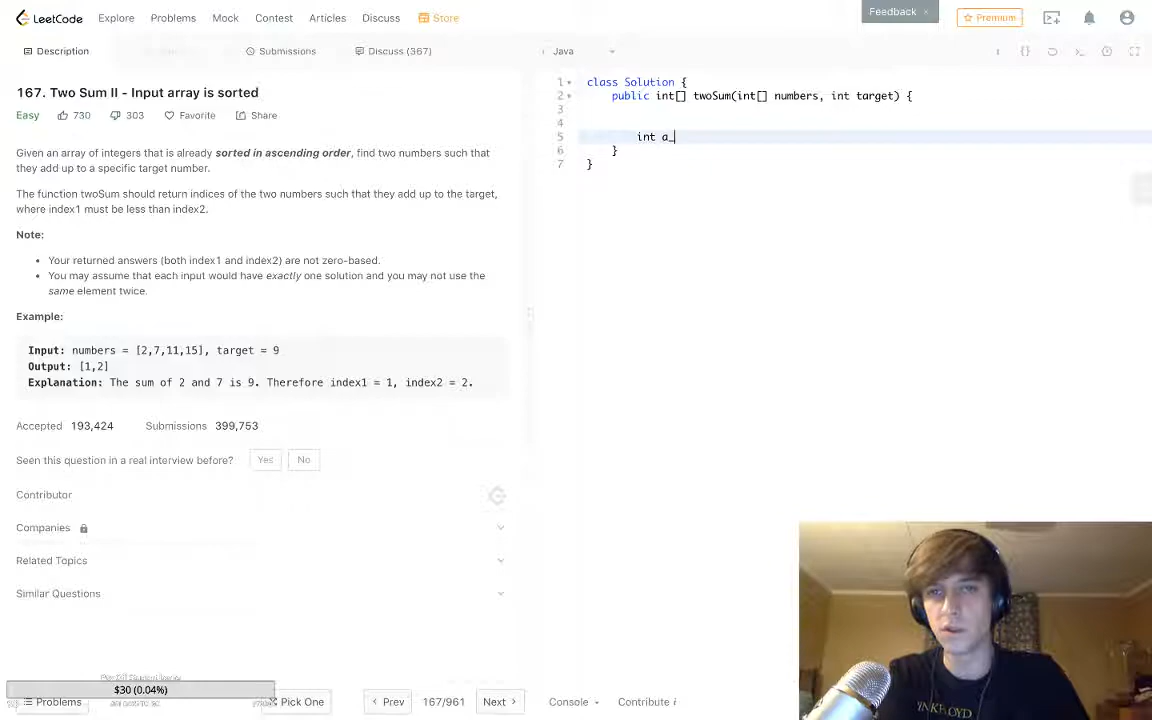 LeetCode Explore Problems Mock Contest Articles Discuss Store Feedback × Premium
Description Submissions Discuss (367) i Java
167. Two Sum II - Input array is sorted
Easy 730 303 Favorite Share
Given an array of integers that is already sorted in ascending order, find two numbers such that
they add up to a specific target number.
The function twoSum should return indices of the two numbers such that they add up to the target,
where index1 must be less than index2.
Note:
• Your returned answers (both index1 and index2) are not zero-based.
• You may assume that each input would have exactly one solution and you may not use the
same element twice.
Example:
Input: numbers = [2,7,11,15], target = 9
Output: [1,2]
Explanation: The sum of 2 and 7 is 9. Therefore index1 = 1, index2 = 2.
Accepted 193,424 Submissions 399,753
Seen this question in a real interview before? Yes No
Contributor
Companies
Related Topics
Similar Questions
$30 (0.04%)
Problems Pick One < Prev 167/961 Next > Console Contribute i
1 class Solution {
2 public int[] twoSum(int[] numbers, int target) {
3
4
5 int a_
6 }
7 }